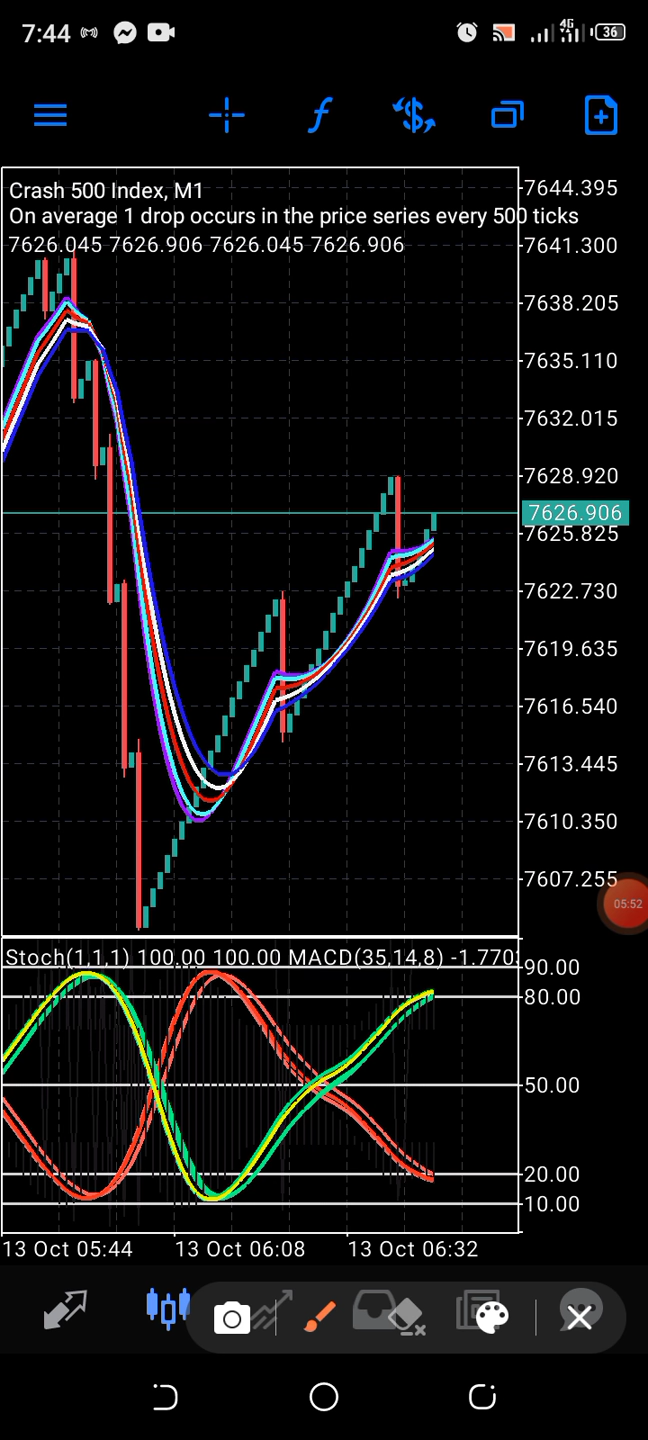 7:44
4G
36
Crash 500 Index, M1
On average 1 drop occurs in the price series every 500 ticks
7626.045 7626.906 7626.045 7626.906
7644.395
7641.300
7638.205
7635.110
7632.015
7628.920
7626.906
7625.825
7622.730
7619.635
7616.540
7613.445
7610.350
7607.255
05:52
Stoch(1,1,1) 100.00 100.00 MACD(35,14,8) -1.770
90.00
80.00
50.00
20.00
10.00
13 Oct 05:44
13 Oct 06:08
13 Oct 06:32